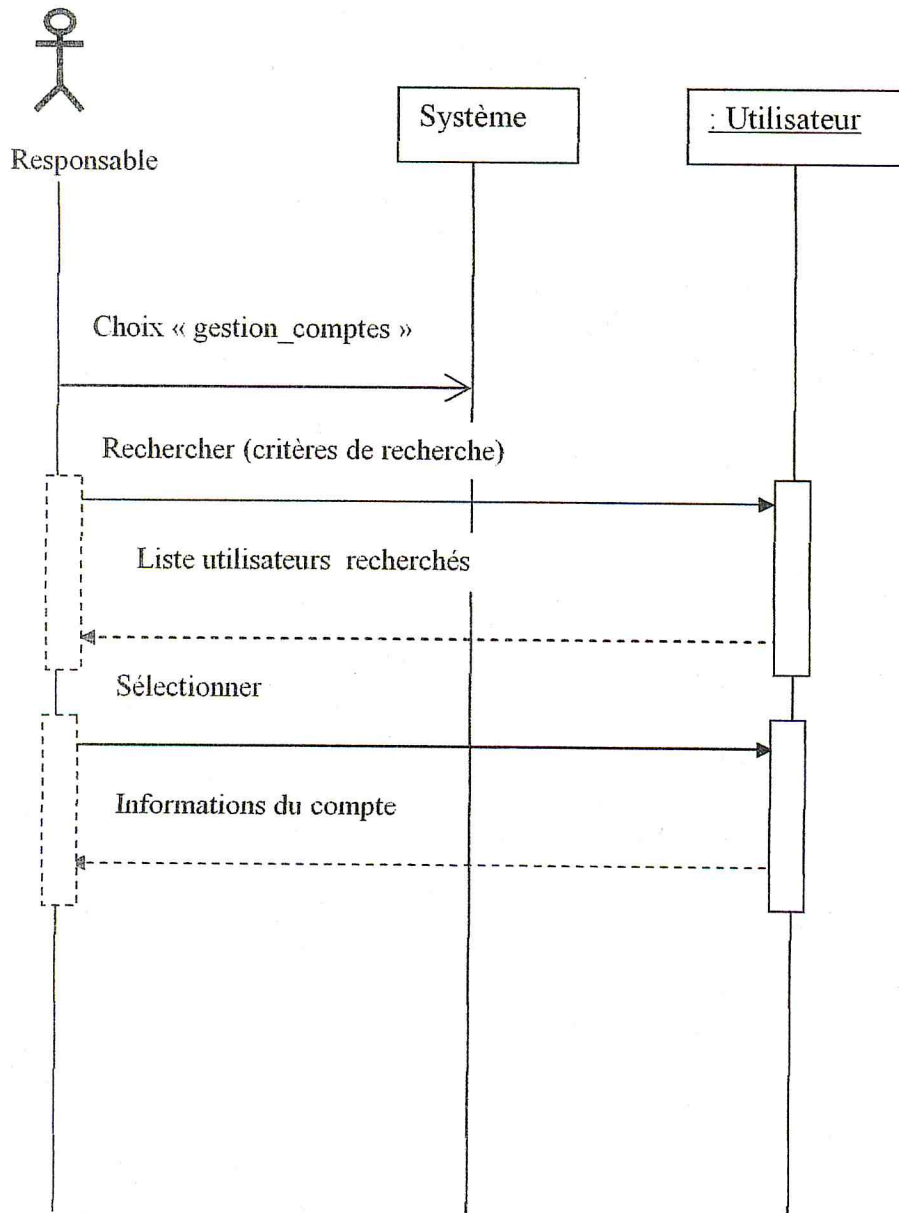 Système
: Utilisateur
Responsable
Choix « gestion_comptes »
Rechercher (critères de recherche)
Liste utilisateurs recherchés
Sélectionner
Informations du compte